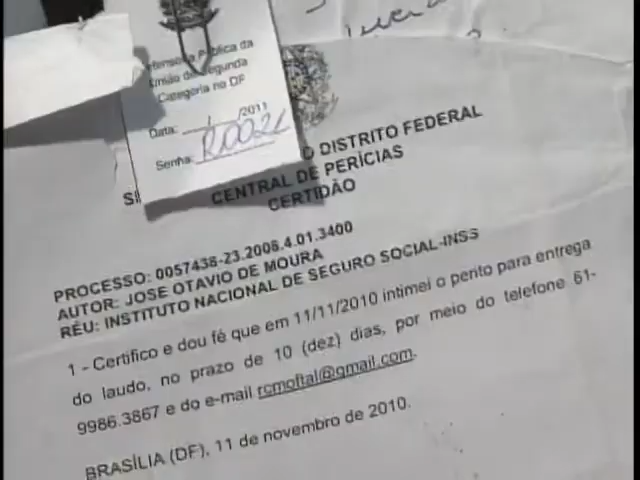 Pública da
União de Segunda
Categoria no DF
Data: / /2011
Senha: R002
DISTRITO FEDERAL
CENTRAL DE PERÍCIAS
CERTIDÃO
PROCESSO: 0057438-23.2008.4.01.3400
AUTOR: JOSE OTAVIO DE MOURA
RÉU: INSTITUTO NACIONAL DE SEGURO SOCIAL-INSS
1 - Certifico e dou fé que em 11/11/2010 intimei o perito para entrega
do laudo, no prazo de 10 (dez) dias, por meio do telefone 61-
9986.3867 e do e-mail rcmoftal@gmail.com.
BRASÍLIA (DF), 11 de novembro de 2010.